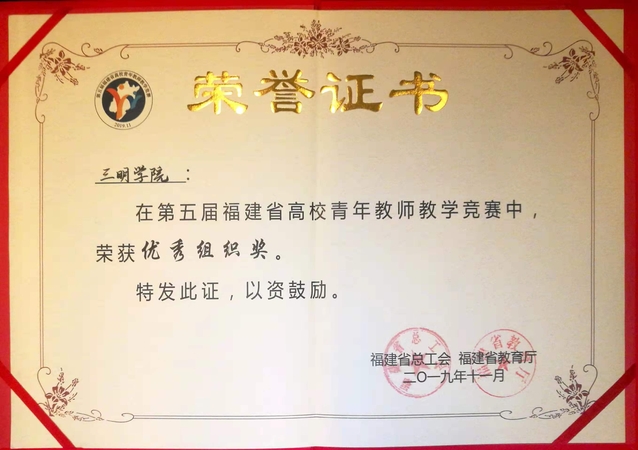 荣誉证书
2019.11
三明学院：
在第五届福建省高校青年教师教学竞赛中，
荣获优秀组织奖。
特发此证，以资鼓励。
福建省总工会 福建省教育厅
二〇一九年十一月